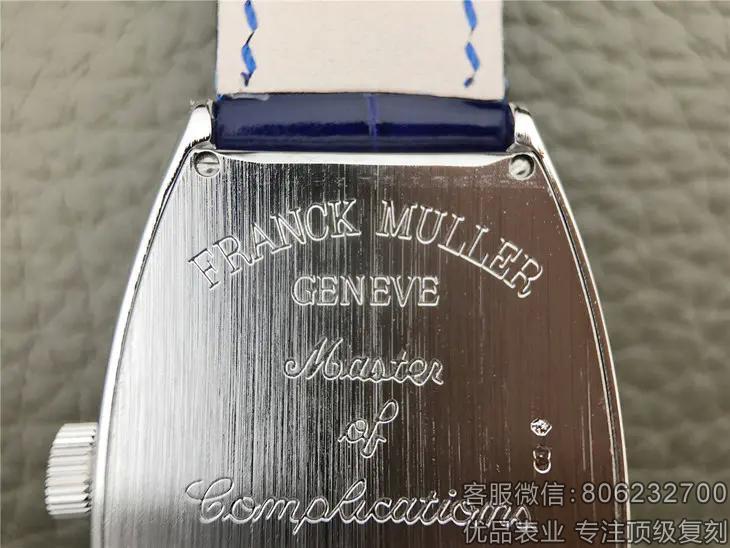 FRANCK MULLER
GENEVE
Master
of
Complications
客服微信：806232700
优品表业 专注顶级复刻